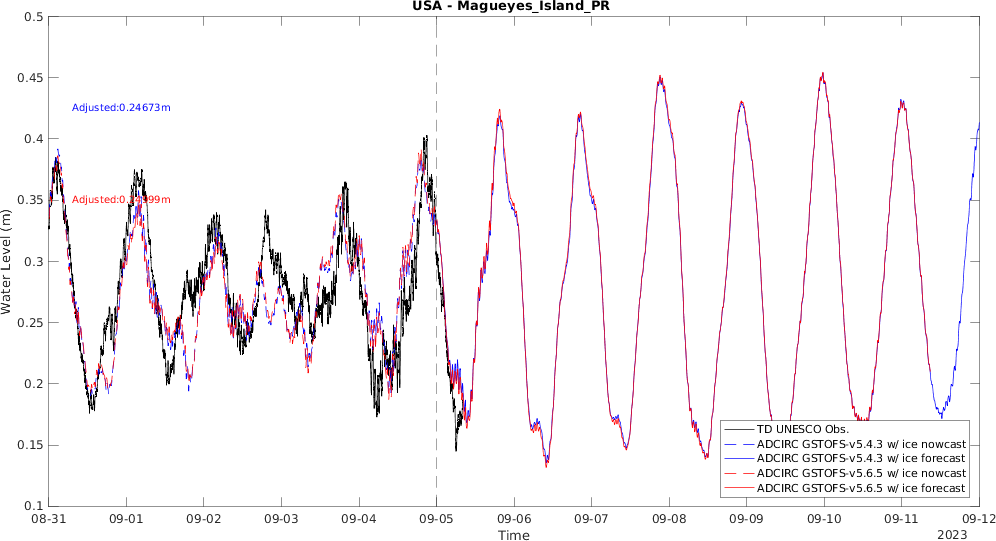 USA - Magueyes_Island_PR
0.5
0.45
0.4
0.35
0.3
0.25
0.2
0.15
0.1
Water Level (m)
Adjusted:0.24673m
TD UNESCO Obs.
ADCIRC GSTOFS-v5.4.3 w/ ice nowcast
ADCIRC GSTOFS-v5.4.3 w/ ice forecast
ADCIRC GSTOFS-v5.6.5 w/ ice nowcast
ADCIRC GSTOFS-v5.6.5 w/ ice forecast
08-31 09-01 09-02 09-03 09-04 09-05 09-06 09-07 09-08 09-09 09-10 09-11 09-12
Time
2023